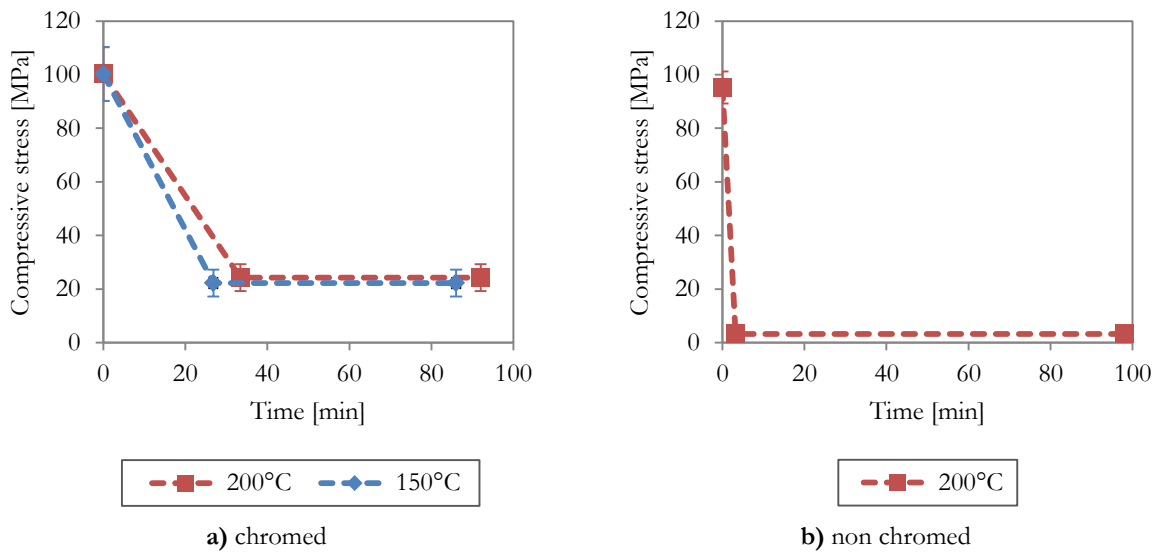 Compressive stress [MPa]
120
100
80
60
40
20
0
0 20 40 60 80 100
Time [min]
200°C 150°C
a) chromed
Compressive stress [MPa]
120
100
80
60
40
20
0
0 20 40 60 80 100
Time [min]
200°C
b) non chromed